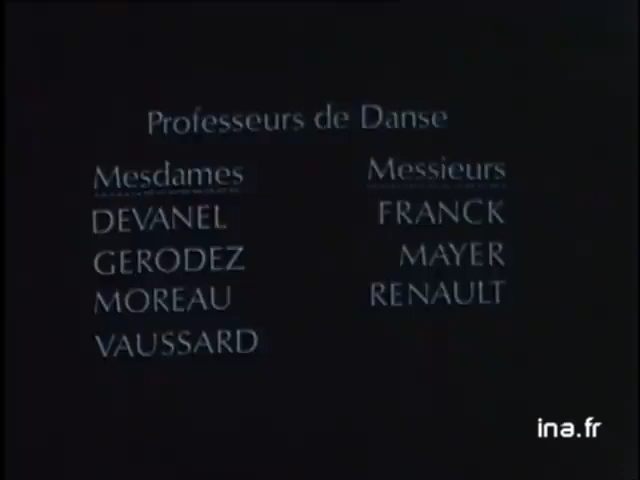 Professeurs de Danse
Mesdames Messieurs
DEVANEL FRANCK
GERODEZ MAYER
MOREAU RENAULT
VAUSSARD
ina.fr